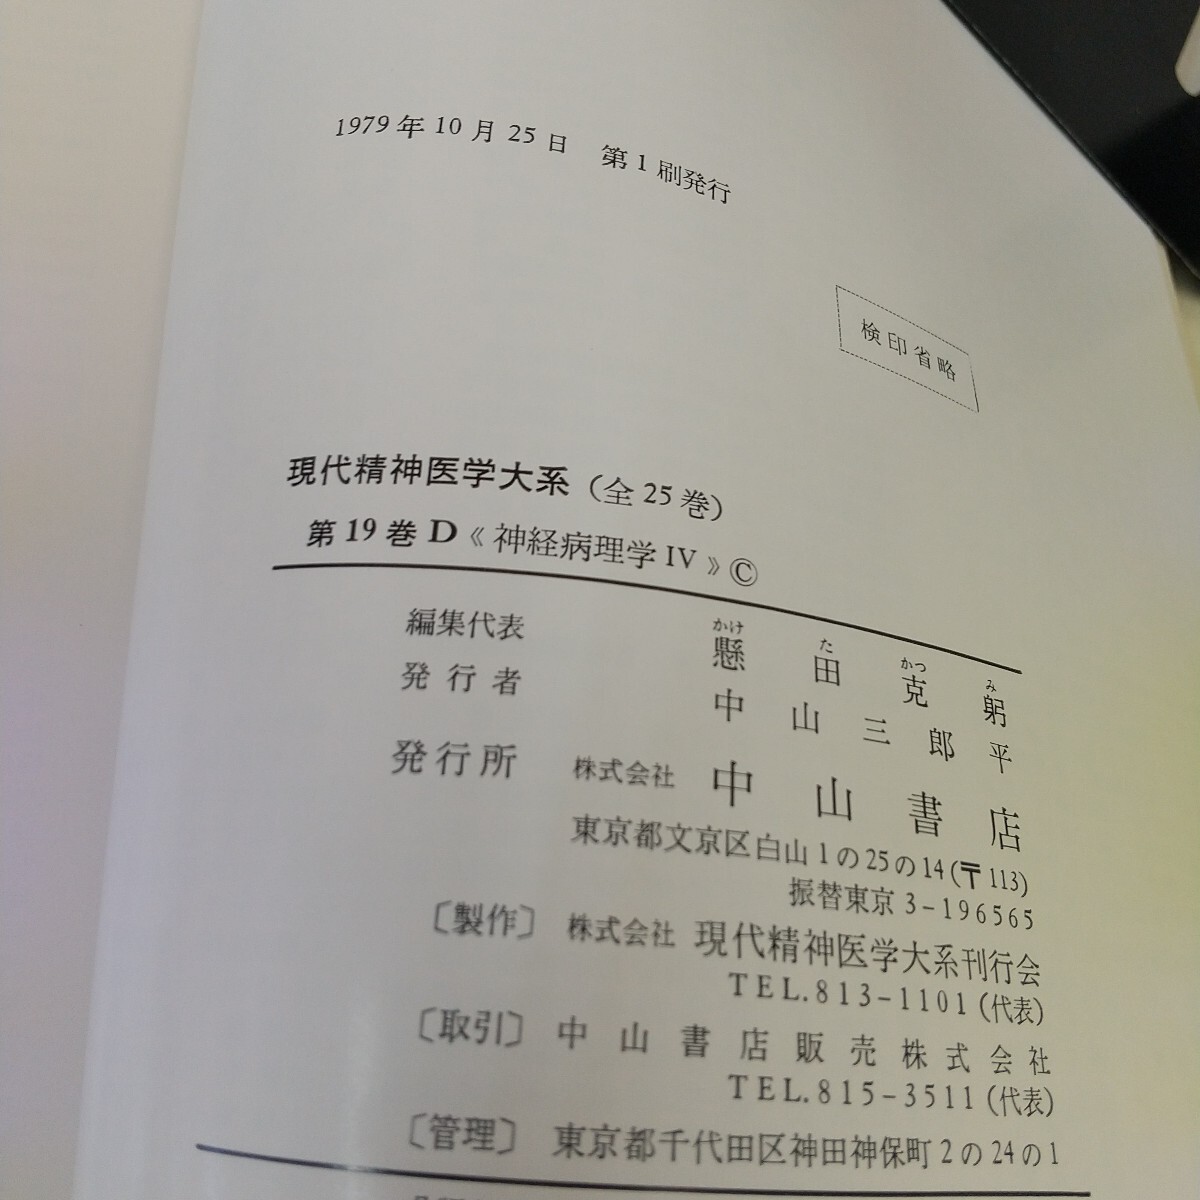 1979年10月25日 第1刷発行
検印省略
現代精神医学大系（全25巻）
第19巻D《神経病理学IV》©
編集代表 懸田克躬
かけ た かつ み
発行者 中山三郎平
発行所 株式会社 中山書店
東京都文京区白山1の25の14(〒113)
振替東京3-196565
〔製作〕 株式会社 現代精神医学大系刊行会
TEL.813-1101(代表)
〔取引〕 中山書店販売株式会社
TEL.815-3511(代表)
〔管理〕 東京都千代田区神田神保町2の24の1